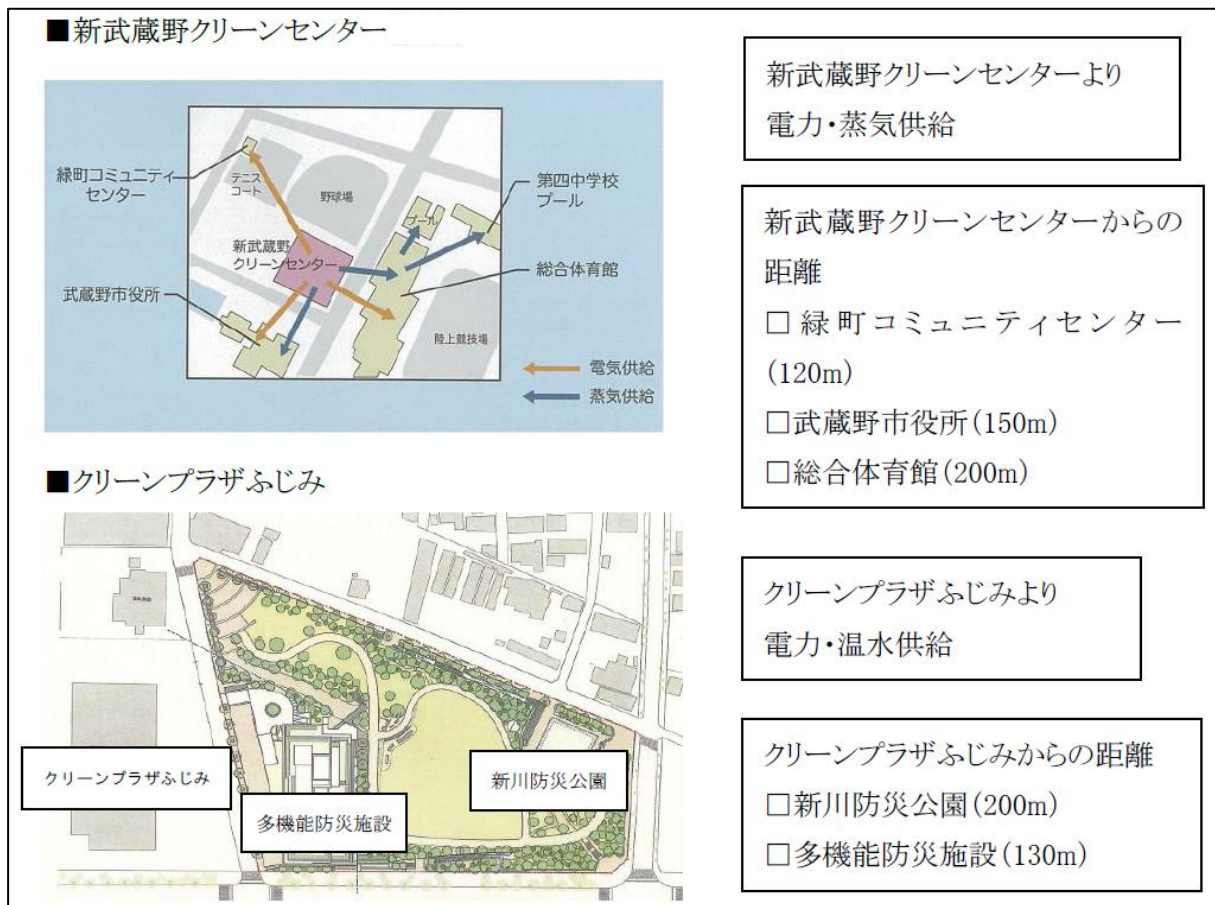 ■新武蔵野クリーンセンター
緑町コミュニティ
センター
テニス
コート
野球場
プール
第四中学校
プール
新武蔵野
クリーンセンター
総合体育館
武蔵野市役所
陸上競技場
電気供給
蒸気供給
新武蔵野クリーンセンターより
電力・蒸気供給
新武蔵野クリーンセンターからの
距離
□緑町コミュニティセンター
(120m)
□武蔵野市役所(150m)
□総合体育館(200m)
■クリーンプラザふじみ
クリーンプラザふじみ
多機能防災施設
新川防災公園
クリーンプラザふじみより
電力・温水供給
クリーンプラザふじみからの距離
□新川防災公園(200m)
□多機能防災施設(130m)